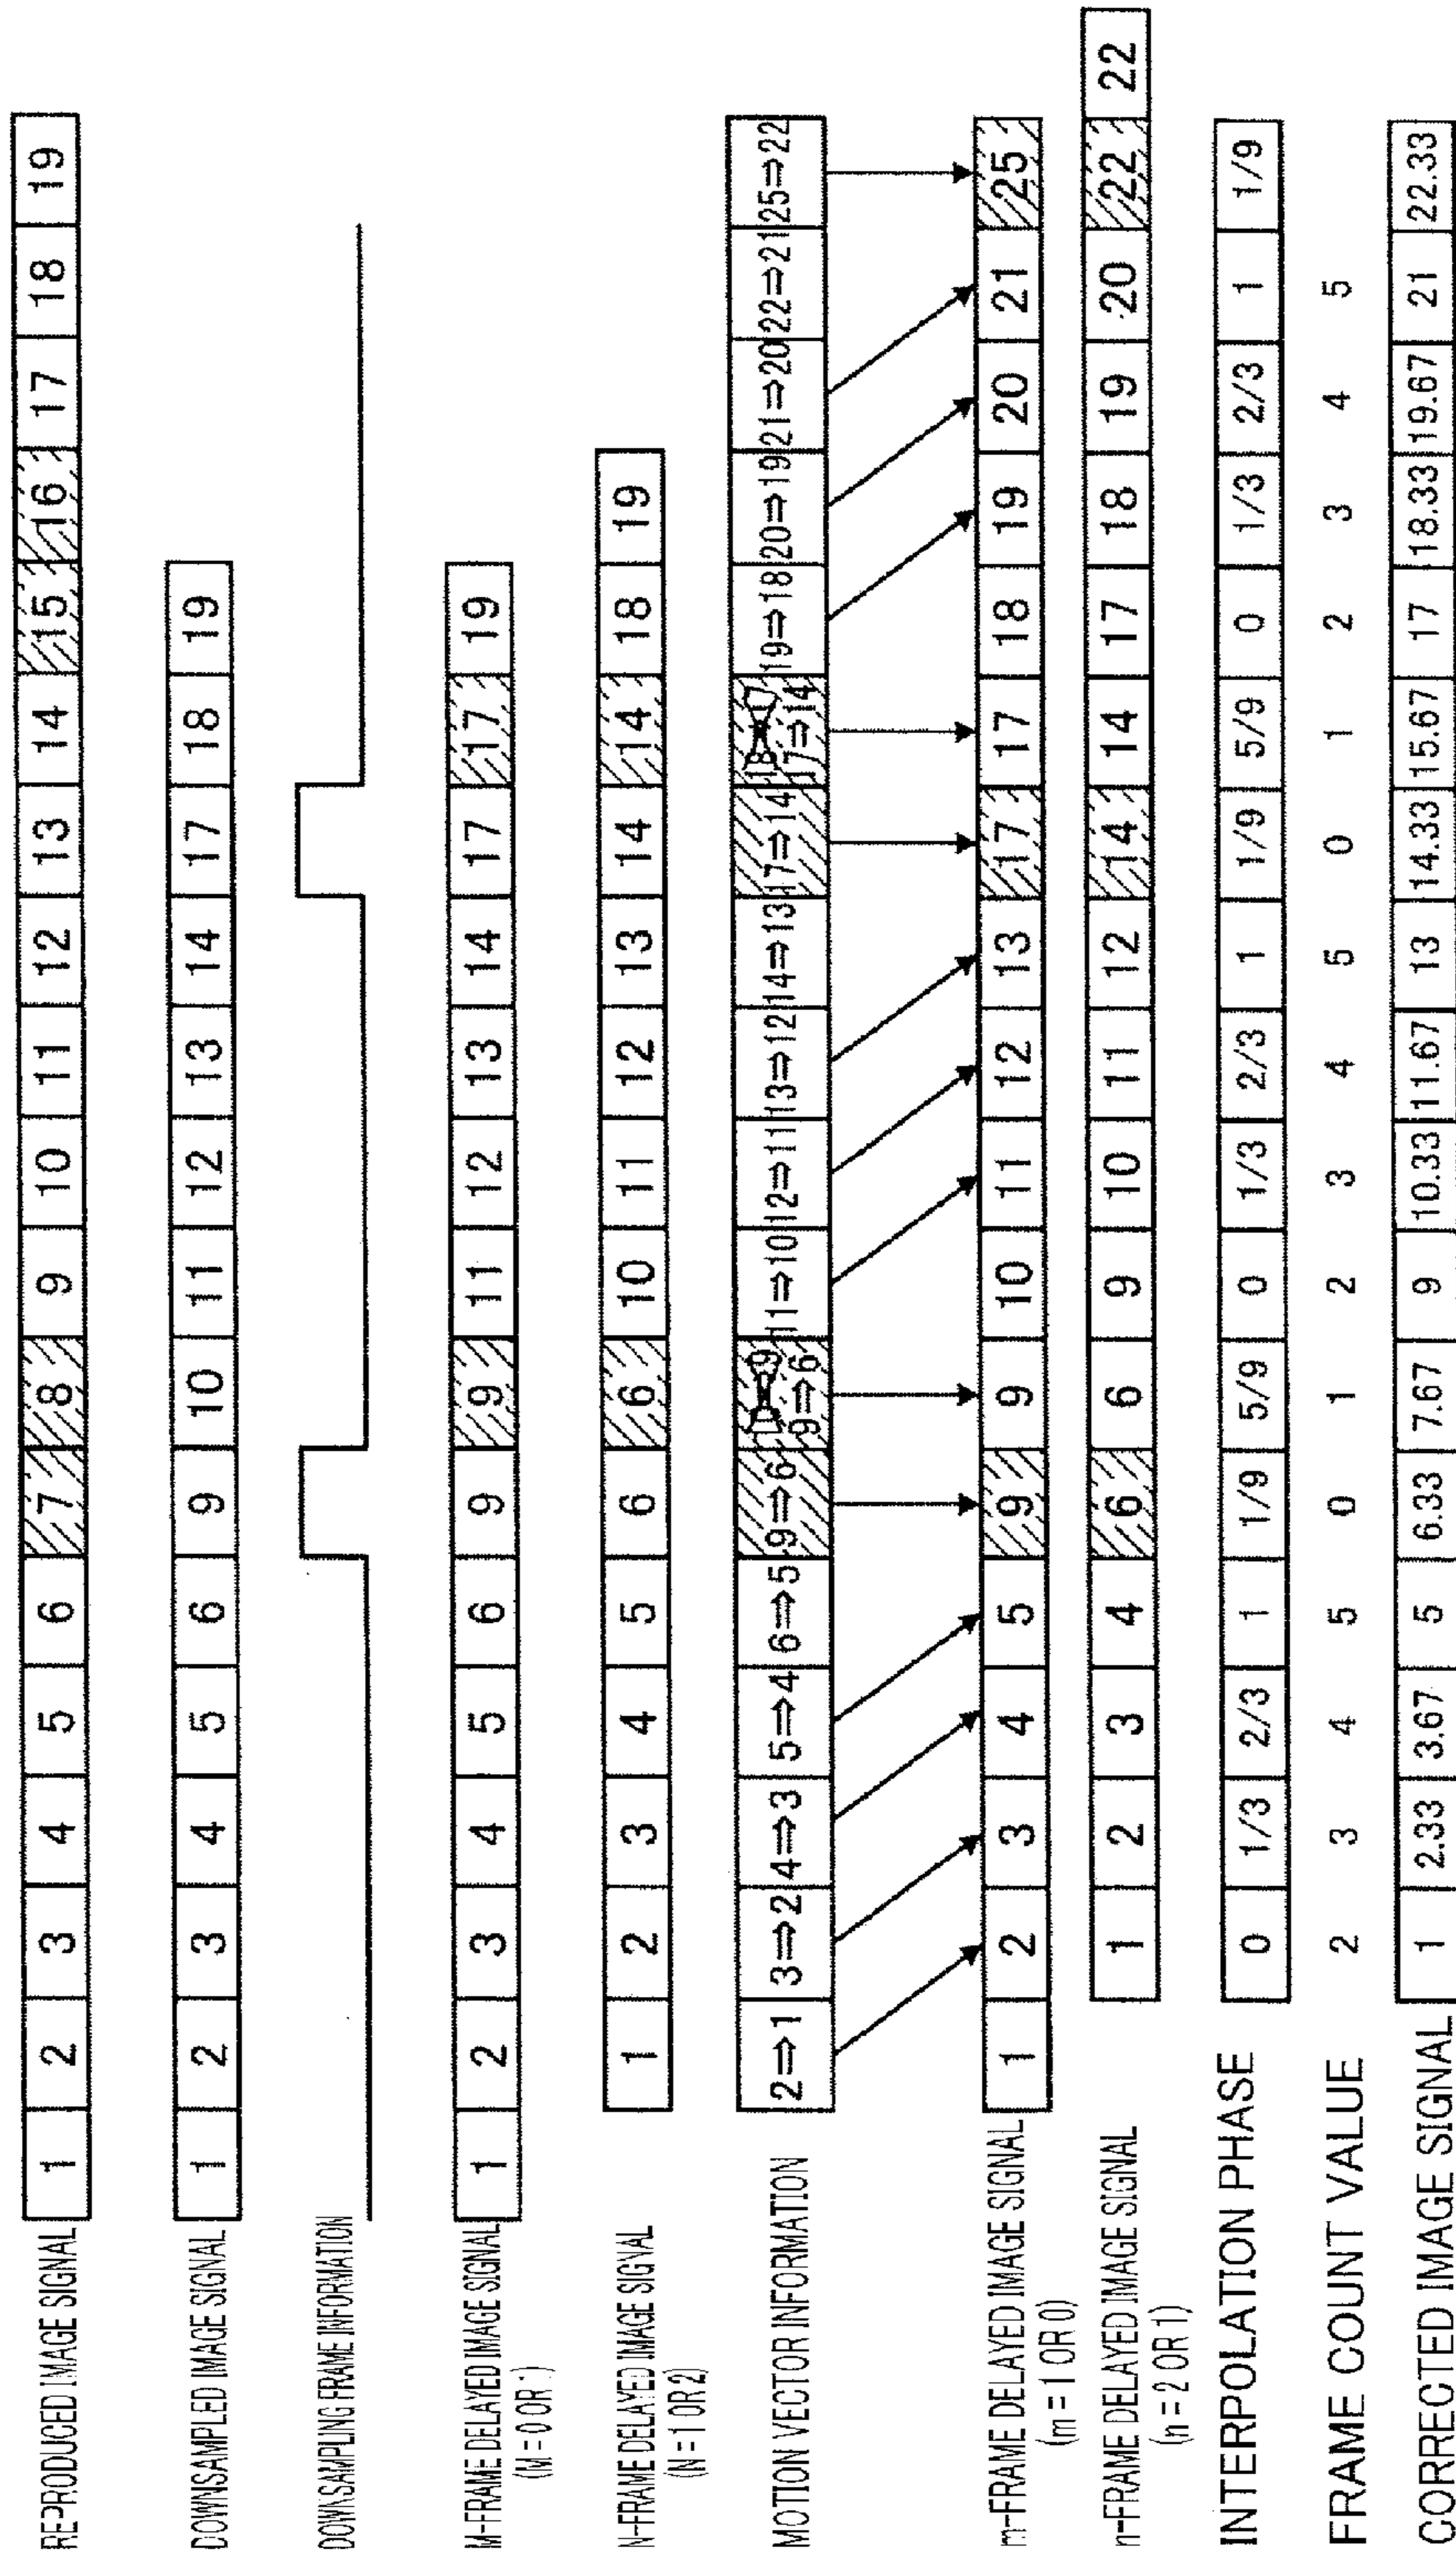 REPRODUCED IMAGE SIGNAL 1 2 3 4 5 6 7 8 9 10 11 12 13 14 15 16 17 18 19
DOWNSAMPLED IMAGE SIGNAL 1 2 3 4 5 6 9 10 11 12 13 14 17 18 19
DOWNSAMPLING FRAME INFORMATION
M-FRAME DELAYED IMAGE SIGNAL 1 2 3 4 5 6 9 9 11 12 13 14 17 17 19
(M = 0 OR 1)
N-FRAME DELAYED IMAGE SIGNAL 1 2 3 4 5 6 6 10 11 12 13 14 14 18 19
(N = 1 OR 2)
MOTION VECTOR INFORMATION 2⇒1 3⇒2 4⇒3 5⇒4 6⇒5 9⇒6 9⇒6 11⇒10 12⇒11 13⇒12 14⇒13 17⇒14 17⇒14 19⇒18 20⇒19 21⇒20 22⇒21 25⇒22
m-FRAME DELAYED IMAGE SIGNAL 1 2 3 4 5 9 9 10 11 12 13 17 17 18 19 20 21 25
(m = 1 OR 0)
n-FRAME DELAYED IMAGE SIGNAL 1 2 3 4 6 6 9 10 11 12 14 14 17 18 19 20 22 22
(n = 2 OR 1)
INTERPOLATION PHASE 0 1/3 2/3 1 1/9 5/9 0 1/3 2/3 1 1/9 5/9 0 1/3 2/3 1 1/9
FRAME COUNT VALUE 2 3 4 5 0 1 2 3 4 5 0 1 2 3 4 5
CORRECTED IMAGE SIGNAL 1 2.33 3.67 5 6.33 7.67 9 10.33 11.67 13 14.33 15.67 17 18.33 19.67 21 22.33